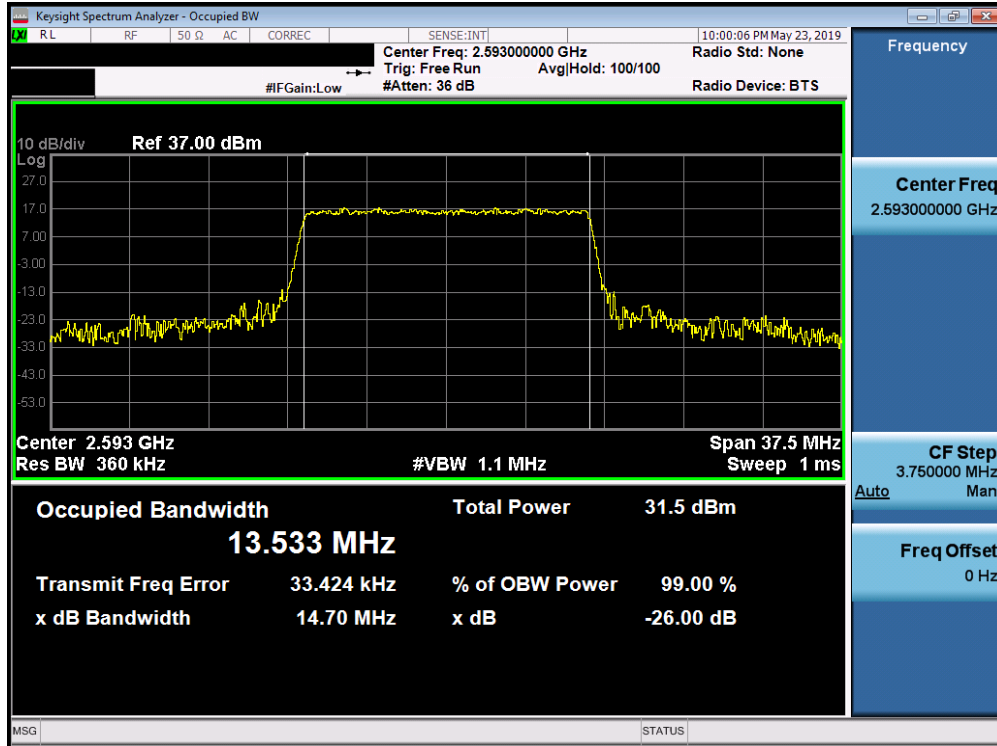 Keysight Spectrum Analyzer - Occupied BW
LXI RL RF 50 Ω AC CORREC SENSE:INT 10:00:06 PM May 23, 2019
Center Freq: 2.593000000 GHz Radio Std: None
Trig: Free Run Avg|Hold: 100/100
#IFGain:Low #Atten: 36 dB Radio Device: BTS
10 dB/div Ref 37.00 dBm
Log
27.0
17.0
7.00
-3.00
-13.0
-23.0
-33.0
-43.0
-53.0
Center 2.593 GHz Span 37.5 MHz
Res BW 360 kHz #VBW 1.1 MHz Sweep 1 ms
Occupied Bandwidth Total Power 31.5 dBm
13.533 MHz
Transmit Freq Error 33.424 kHz % of OBW Power 99.00 %
x dB Bandwidth 14.70 MHz x dB -26.00 dB
MSG STATUS
Frequency
Center Freq
2.593000000 GHz
CF Step
3.750000 MHz
Auto Man
Freq Offset
0 Hz